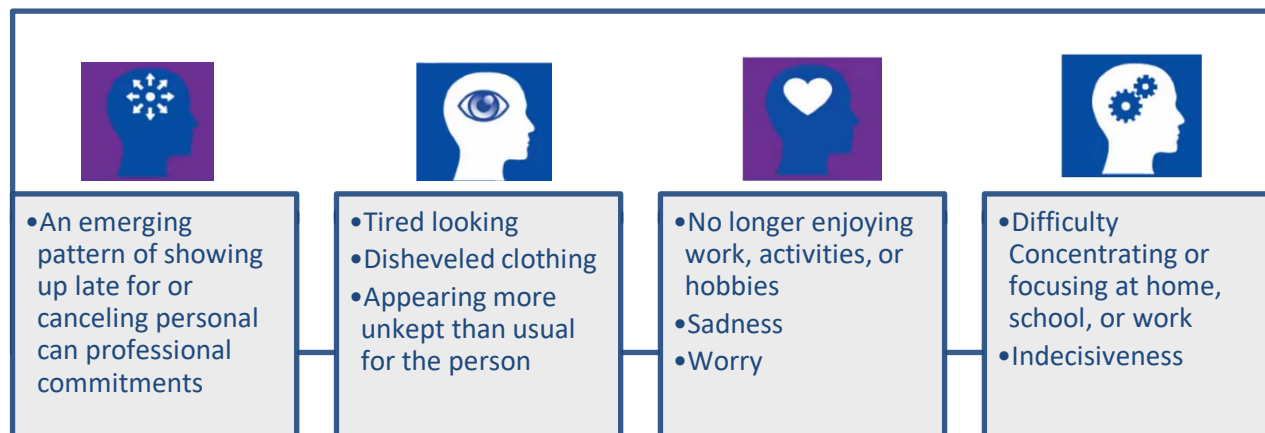 •An emerging
pattern of showing
up late for or
canceling personal
can professional
commitments
•Tired looking
•Disheveled clothing
•Appearing more
unkept than usual
for the person
•No longer enjoying
work, activities, or
hobbies
•Sadness
•Worry
•Difficulty
Concentrating or
focusing at home,
school, or work
•Indecisiveness